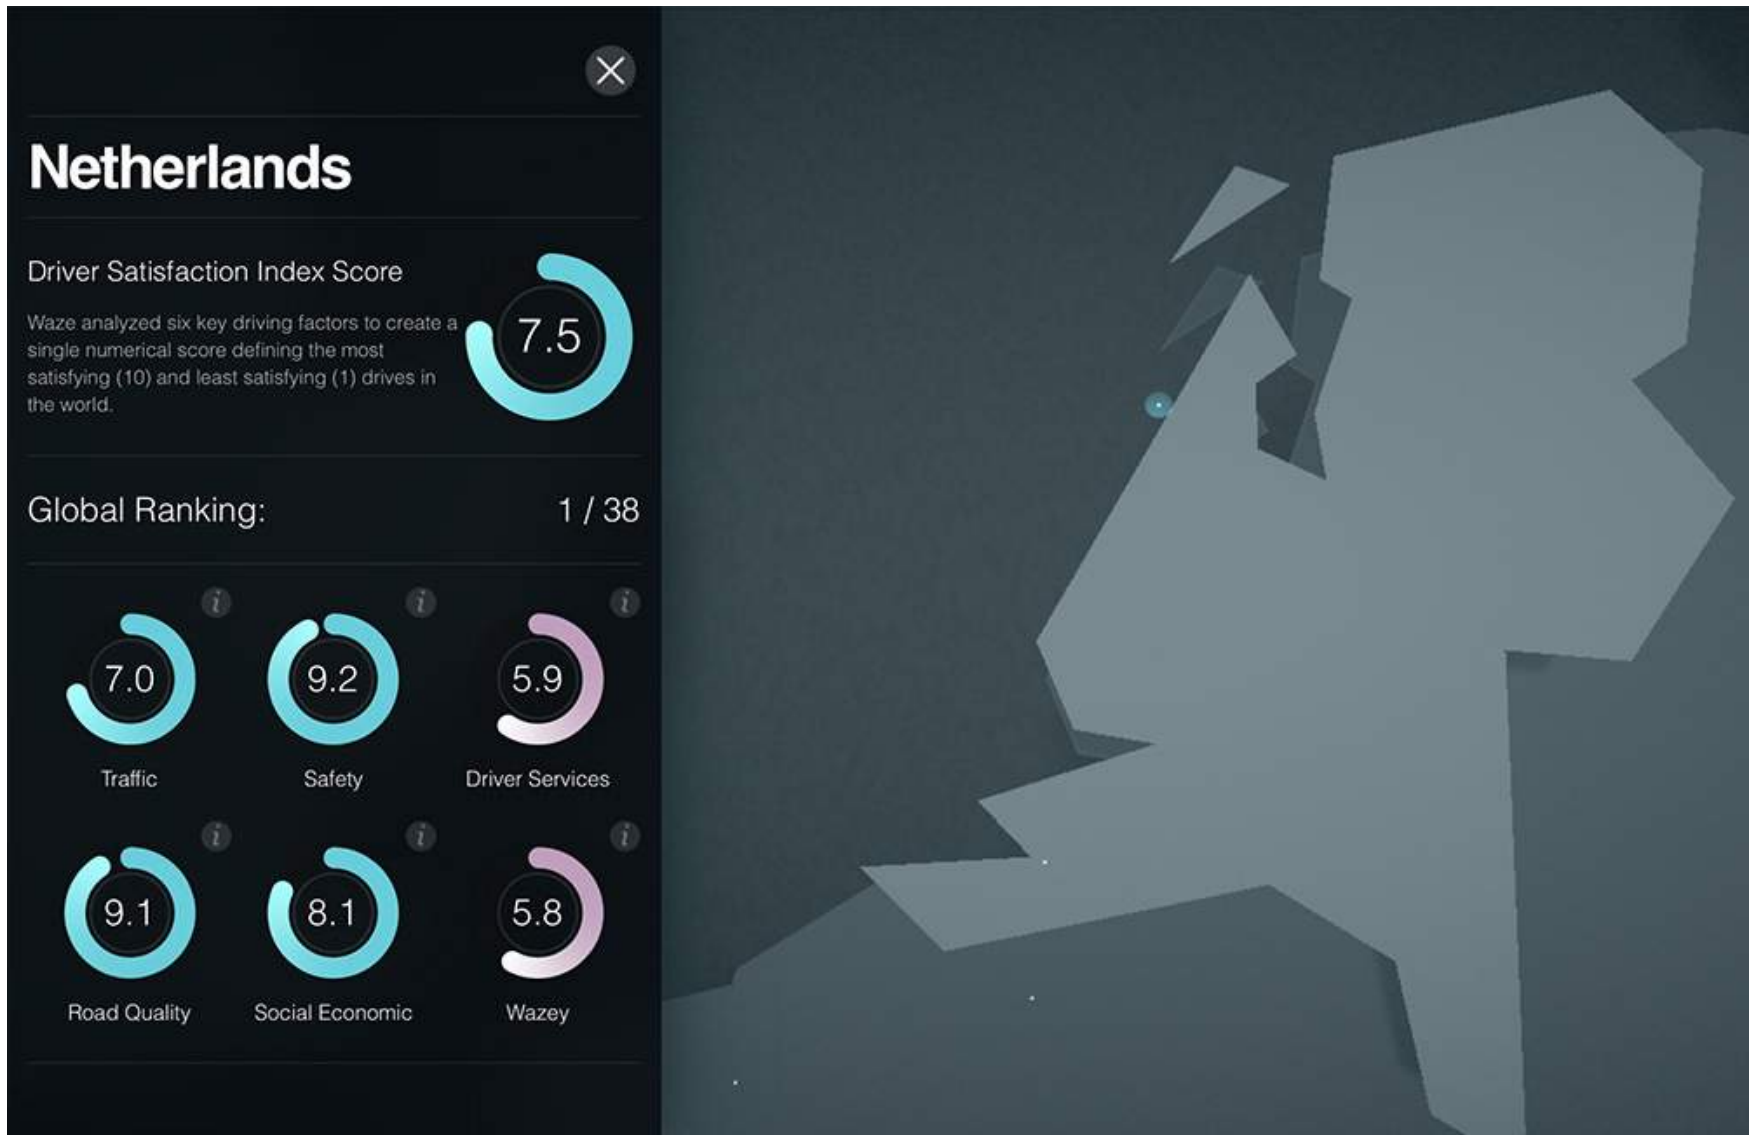 Netherlands
Driver Satisfaction Index Score
Waze analyzed six key driving factors to create a
single numerical score defining the most
satisfying (10) and least satisfying (1) drives in
the world.
7.5
Global Ranking: 1 / 38
i i i
7.0 9.2 5.9
Traffic Safety Driver Services
i i i
9.1 8.1 5.8
Road Quality Social Economic Wazey